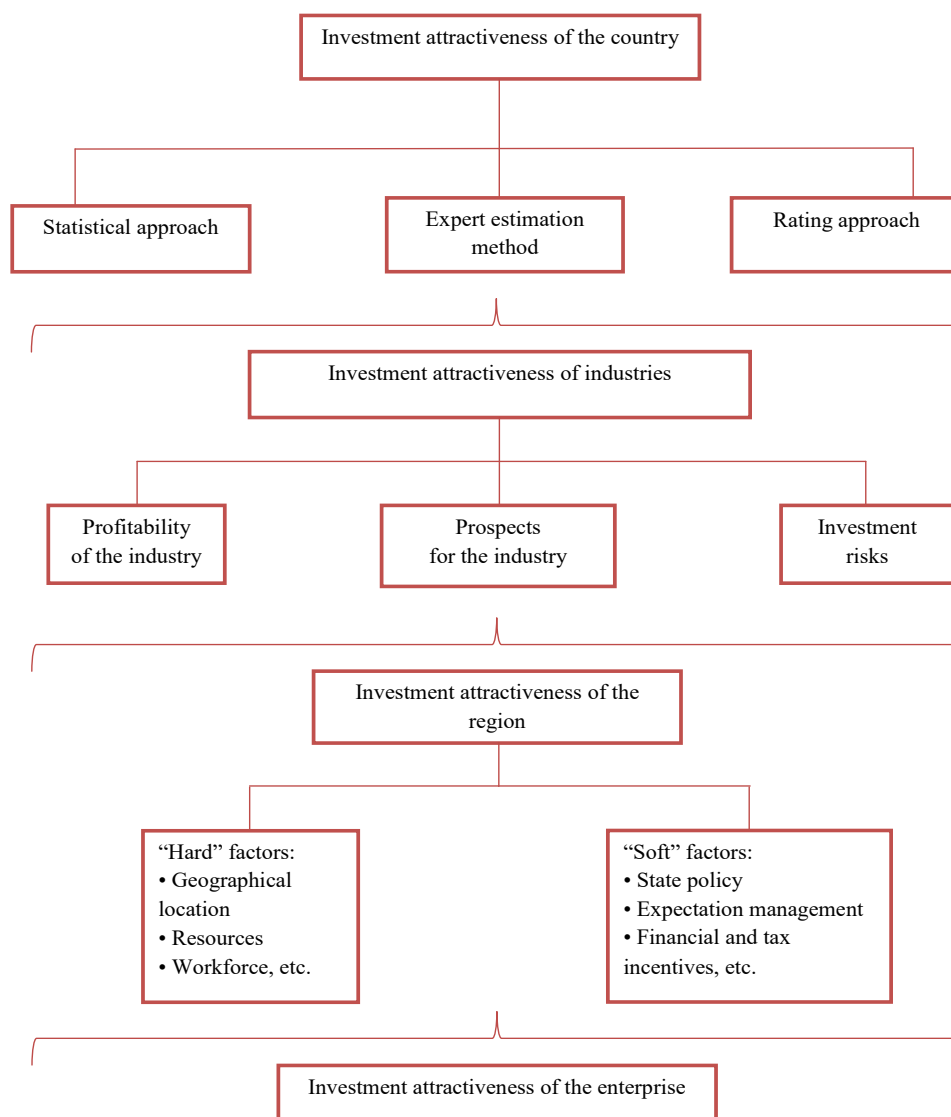 Investment attractiveness of the country
Statistical approach
Expert estimation
method
Rating approach
Investment attractiveness of industries
Profitability
of the industry
Prospects
for the industry
Investment
risks
Investment attractiveness of the
region
“Hard” factors:
• Geographical
location
• Resources
• Workforce, etc.
“Soft” factors:
• State policy
• Expectation management
• Financial and tax
incentives, etc.
Investment attractiveness of the enterprise